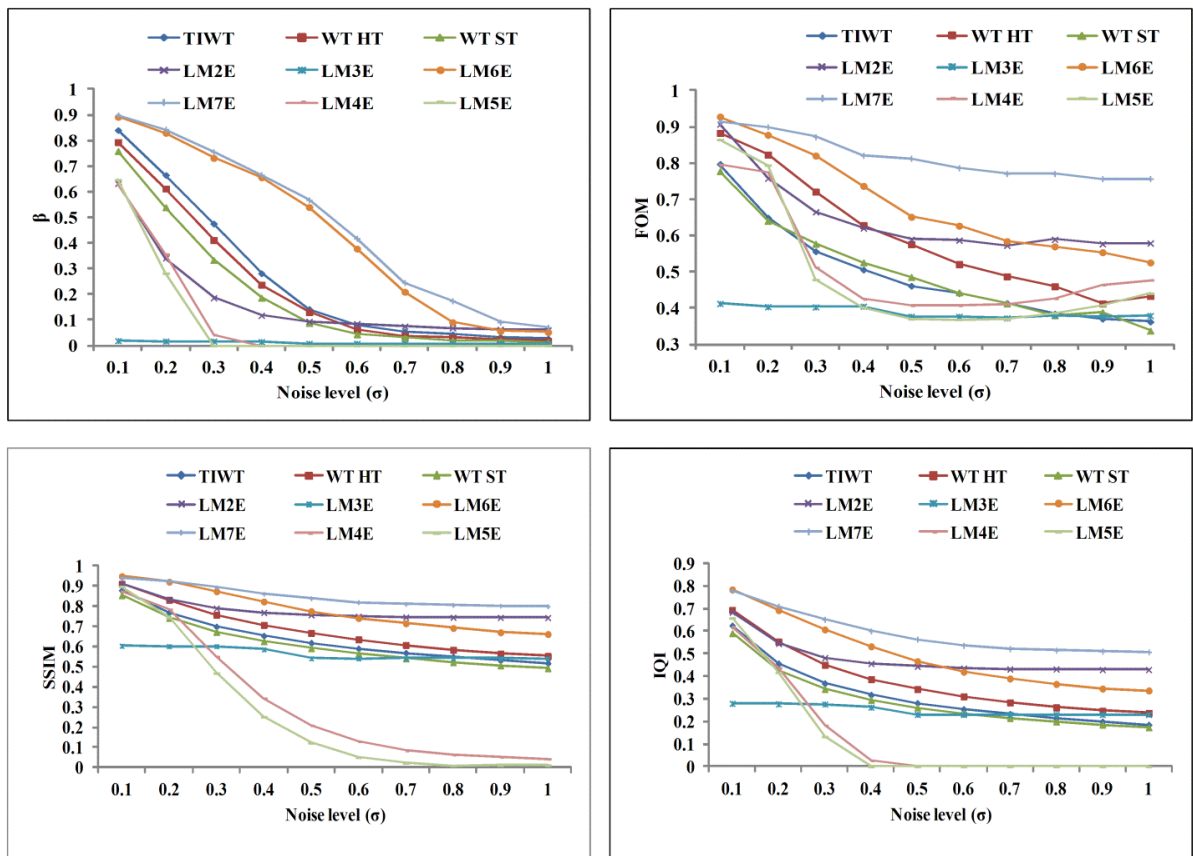 TIWT WT HT WT ST
LM2E LM3E LM6E
LM7E LM4E LM5E
β
1
0.9
0.8
0.7
0.6
0.5
0.4
0.3
0.2
0.1
0
0.1 0.2 0.3 0.4 0.5 0.6 0.7 0.8 0.9 1
Noise level (σ)
TIWT WT HT WT ST
LM2E LM3E LM6E
LM7E LM4E LM5E
FOM
1
0.9
0.8
0.7
0.6
0.5
0.4
0.3
0.1 0.2 0.3 0.4 0.5 0.6 0.7 0.8 0.9 1
Noise level (σ)
TIWT WT HT WT ST
LM2E LM3E LM6E
LM7E LM4E LM5E
SSIM
1
0.9
0.8
0.7
0.6
0.5
0.4
0.3
0.2
0.1
0
0.1 0.2 0.3 0.4 0.5 0.6 0.7 0.8 0.9 1
Noise level (σ)
TIWT WT HT WT ST
LM2E LM3E LM6E
LM7E LM4E LM5E
IQI
0.9
0.8
0.7
0.6
0.5
0.4
0.3
0.2
0.1
0
0.1 0.2 0.3 0.4 0.5 0.6 0.7 0.8 0.9 1
Noise level (σ)